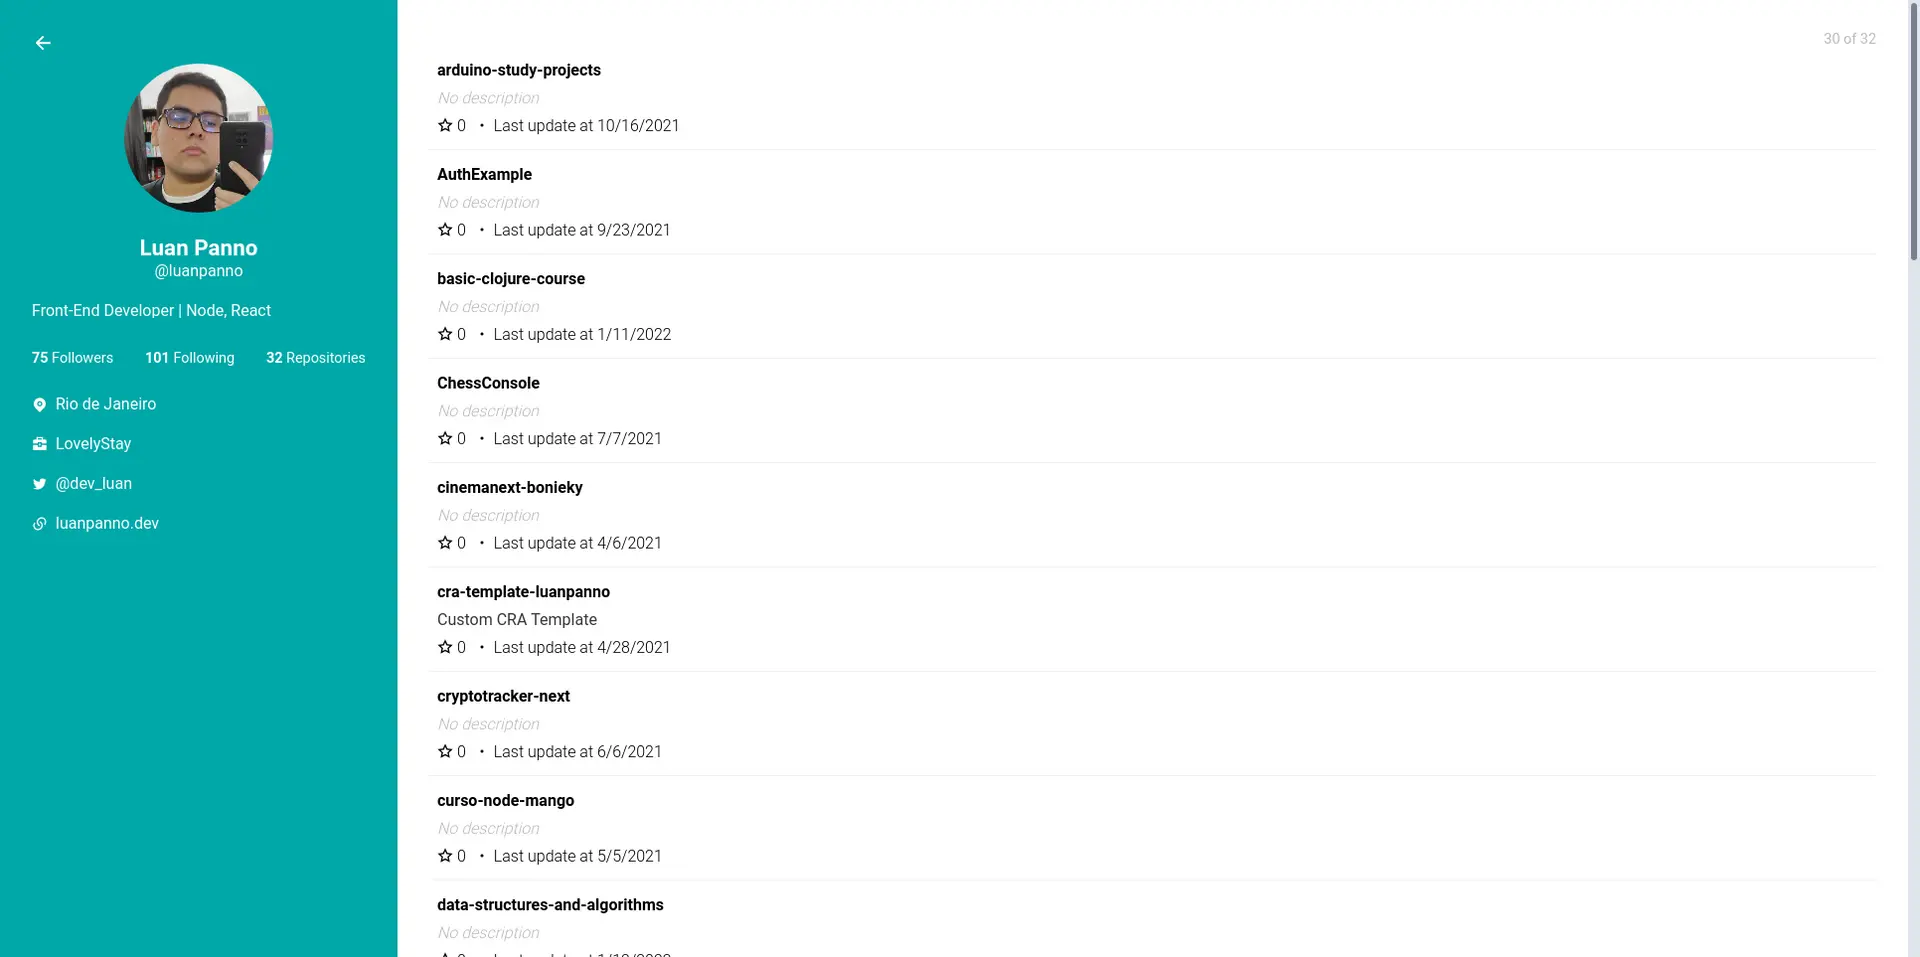 Luan Panno
@luanpanno
Front-End Developer | Node, React
75 Followers 101 Following 32 Repositories
Rio de Janeiro
LovelyStay
@dev_luan
luanpanno.dev
30 of 32
arduino-study-projects
No description
0 • Last update at 10/16/2021
AuthExample
No description
0 • Last update at 9/23/2021
basic-clojure-course
No description
0 • Last update at 1/11/2022
ChessConsole
No description
0 • Last update at 7/7/2021
cinemanext-bonieky
No description
0 • Last update at 4/6/2021
cra-template-luanpanno
Custom CRA Template
0 • Last update at 4/28/2021
cryptotracker-next
No description
0 • Last update at 6/6/2021
curso-node-mango
No description
0 • Last update at 5/5/2021
data-structures-and-algorithms
No description